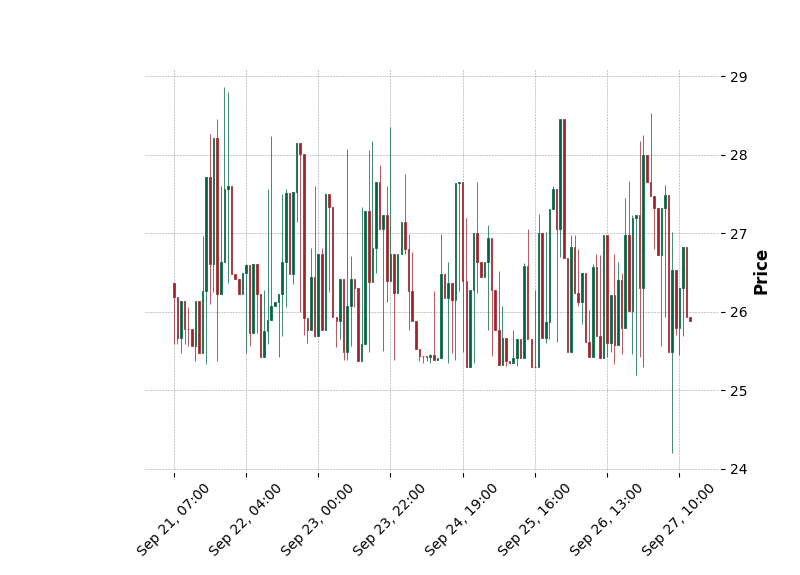 29
28
27
26
25
24
Price
Sep 21, 07:00
Sep 22, 04:00
Sep 23, 00:00
Sep 23, 22:00
Sep 24, 19:00
Sep 25, 16:00
Sep 26, 13:00
Sep 27, 10:00